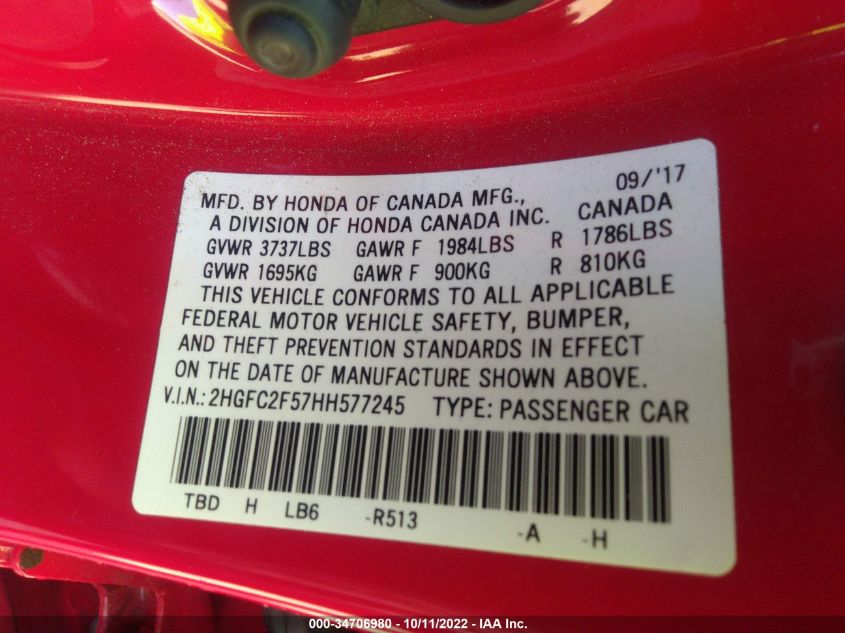 09/'17
MFD. BY HONDA OF CANADA MFG.,
A DIVISION OF HONDA CANADA INC. CANADA
GVWR 3737LBS GAWR F 1984LBS R 1786LBS
GVWR 1695KG GAWR F 900KG R 810KG
THIS VEHICLE CONFORMS TO ALL APPLICABLE
FEDERAL MOTOR VEHICLE SAFETY, BUMPER,
AND THEFT PREVENTION STANDARDS IN EFFECT
ON THE DATE OF MANUFACTURE SHOWN ABOVE.
V.I.N.: 2HGFC2F57HH577245 TYPE: PASSENGER CAR
TBD H LB6 -R513 -A -H
000-34706980 - 10/11/2022 - IAA Inc.